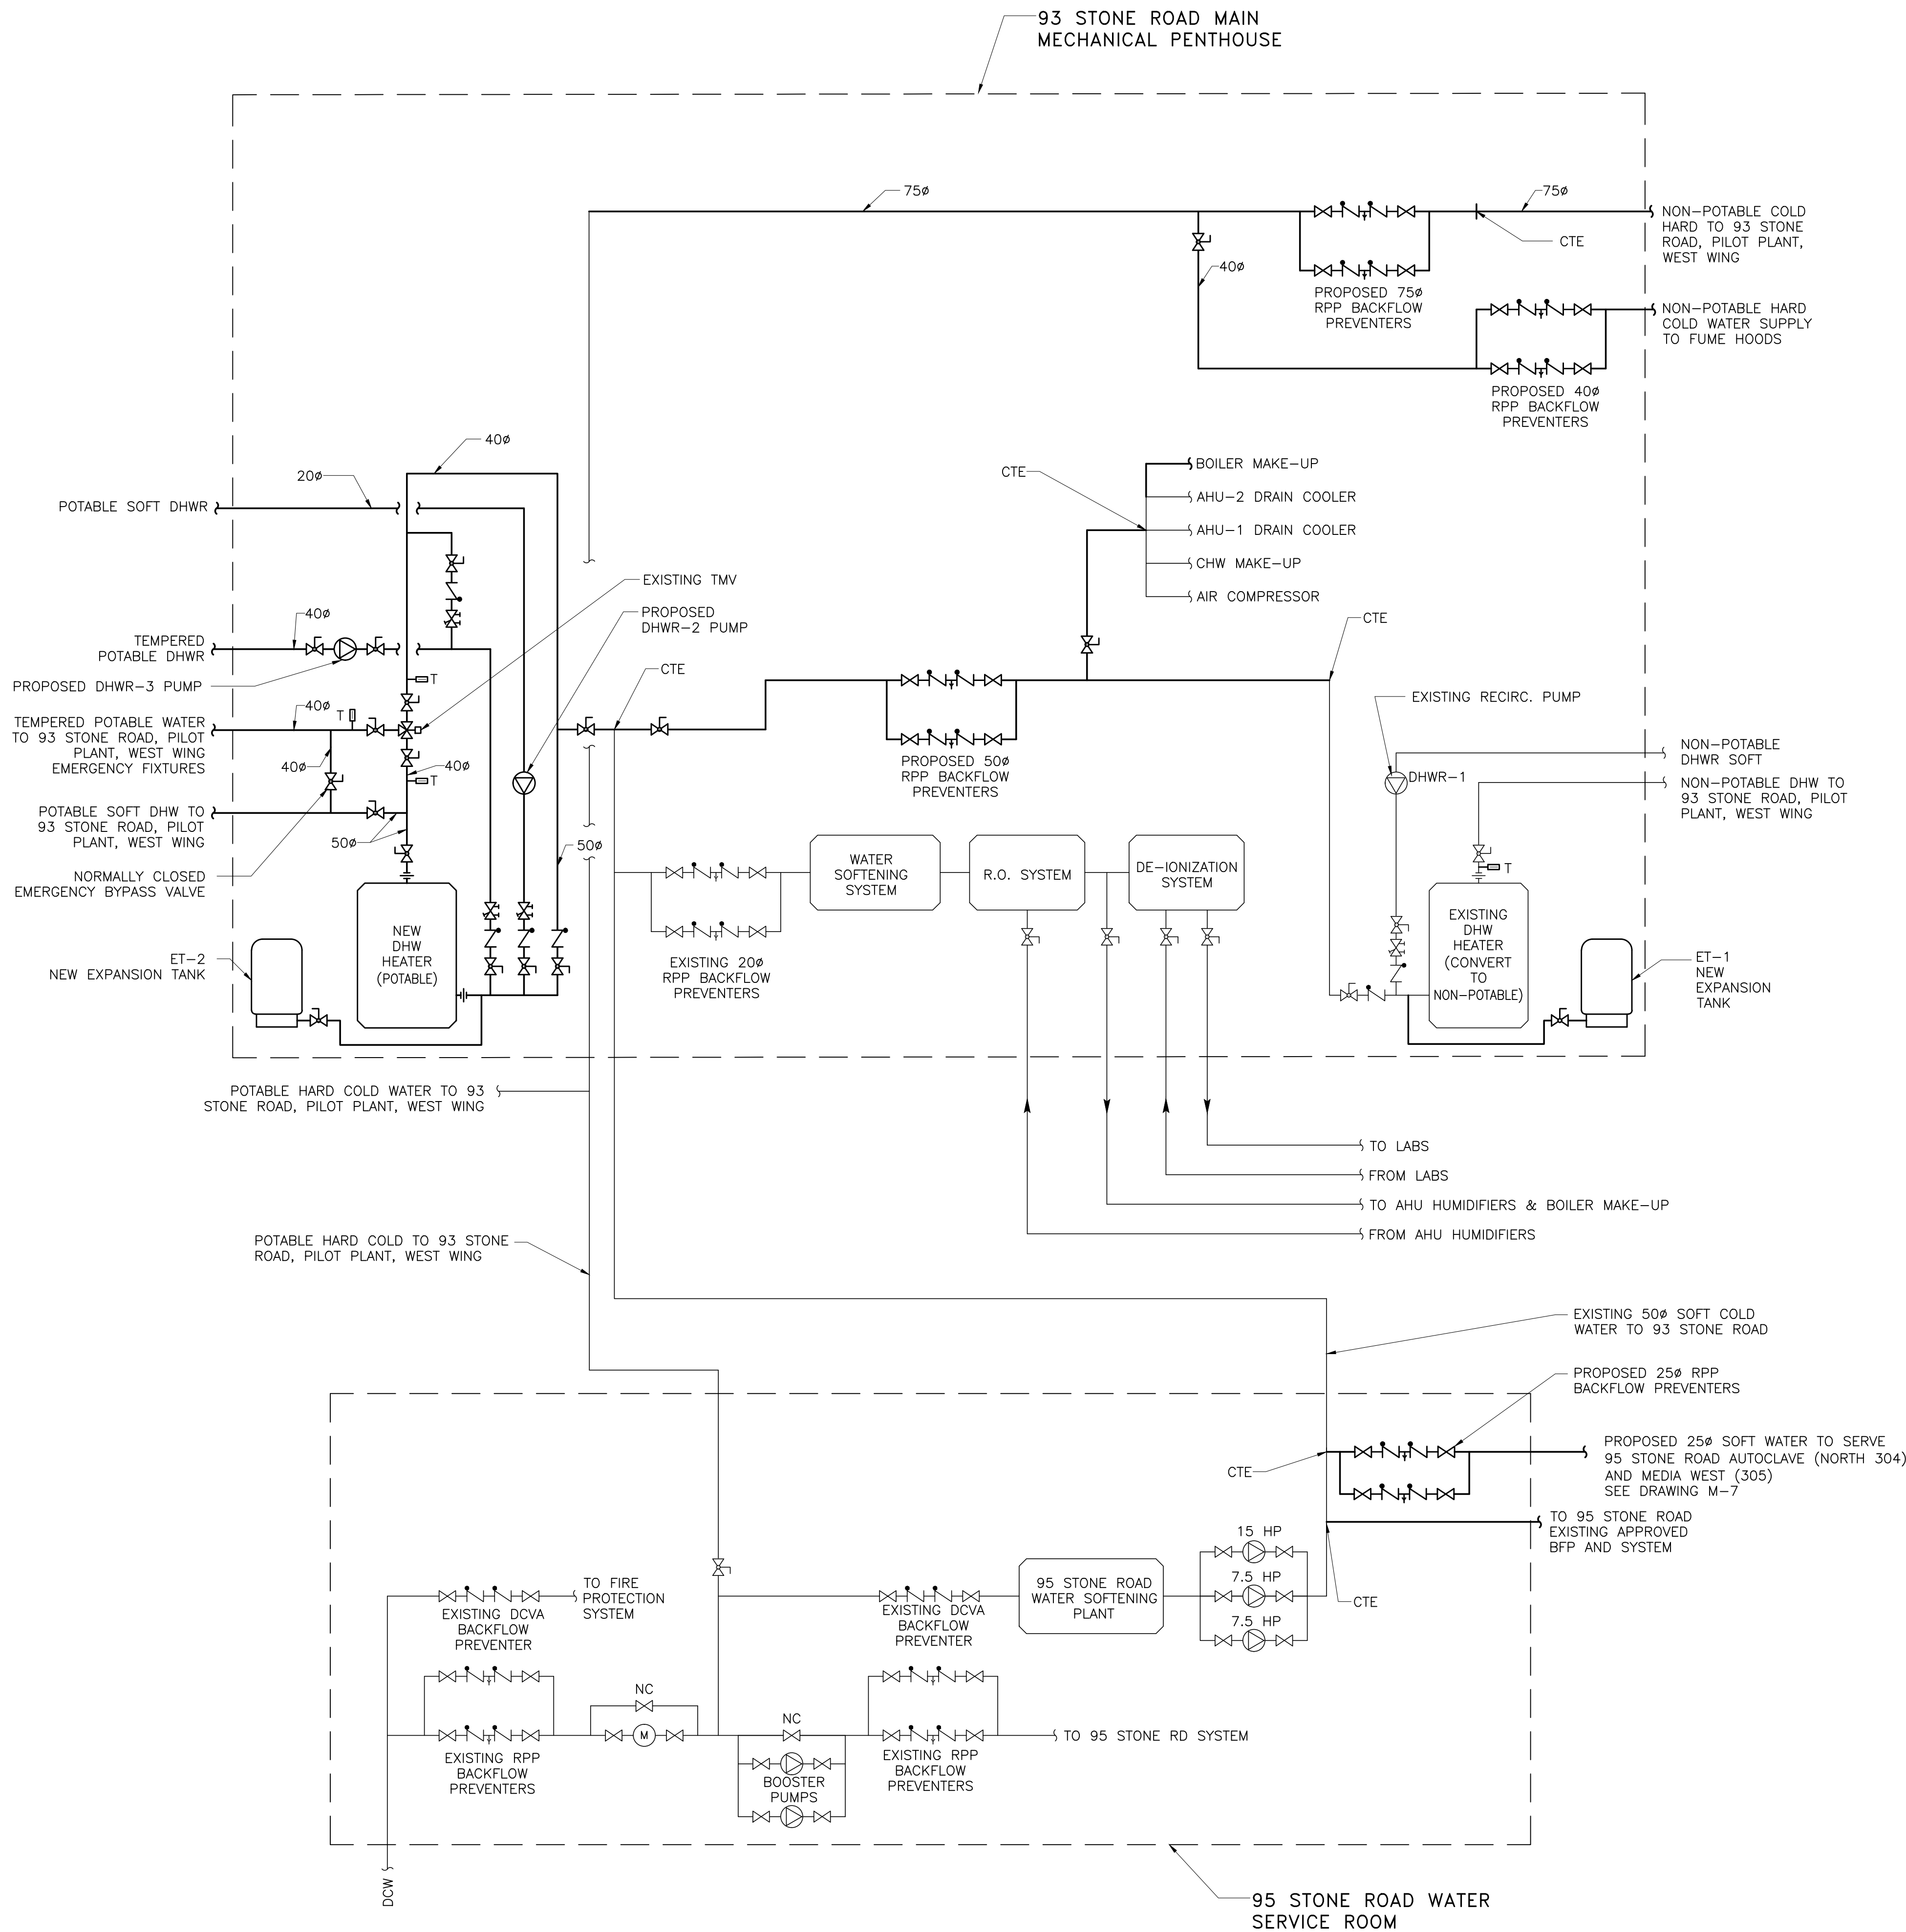 93 STONE ROAD MAIN
MECHANICAL PENTHOUSE
75ø
75ø
NON-POTABLE COLD
HARD TO 93 STONE
ROAD, PILOT PLANT,
WEST WING
CTE
40ø
PROPOSED 75ø
RPP BACKFLOW
PREVENTERS
NON-POTABLE HARD
COLD WATER SUPPLY
TO FUME HOODS
PROPOSED 40ø
RPP BACKFLOW
PREVENTERS
40ø
20ø
POTABLE SOFT DHWR
CTE
BOILER MAKE-UP
AHU-2 DRAIN COOLER
AHU-1 DRAIN COOLER
CHW MAKE-UP
AIR COMPRESSOR
EXISTING TMV
PROPOSED
DHWR-2 PUMP
40ø
TEMPERED
POTABLE DHWR
PROPOSED DHWR-3 PUMP
T
CTE
CTE
EXISTING RECIRC. PUMP
40ø
T
TEMPERED POTABLE WATER
TO 93 STONE ROAD, PILOT
PLANT, WEST WING
EMERGENCY FIXTURES
40ø
40ø
T
PROPOSED 50ø
RPP BACKFLOW
PREVENTERS
DHWR-1
NON-POTABLE
DHWR SOFT
NON-POTABLE DHW TO
93 STONE ROAD, PILOT
PLANT, WEST WING
POTABLE SOFT DHW TO
93 STONE ROAD, PILOT
PLANT, WEST WING
50ø
50ø
NORMALLY CLOSED
EMERGENCY BYPASS VALVE
WATER
SOFTENING
SYSTEM
R.O. SYSTEM
DE-IONIZATION
SYSTEM
T
NEW
DHW
HEATER
(POTABLE)
EXISTING
DHW
HEATER
(CONVERT
TO
NON-POTABLE)
ET-2
NEW EXPANSION TANK
EXISTING 20ø
RPP BACKFLOW
PREVENTERS
ET-1
NEW
EXPANSION
TANK
POTABLE HARD COLD WATER TO 93
STONE ROAD, PILOT PLANT, WEST WING
TO LABS
FROM LABS
TO AHU HUMIDIFIERS & BOILER MAKE-UP
FROM AHU HUMIDIFIERS
POTABLE HARD COLD TO 93 STONE
ROAD, PILOT PLANT, WEST WING
EXISTING 50ø SOFT COLD
WATER TO 93 STONE ROAD
PROPOSED 25ø RPP
BACKFLOW PREVENTERS
CTE
PROPOSED 25ø SOFT WATER TO SERVE
95 STONE ROAD AUTOCLAVE (NORTH 304)
AND MEDIA WEST (305)
SEE DRAWING M-7
TO 95 STONE ROAD
EXISTING APPROVED
BFP AND SYSTEM
15 HP
7.5 HP
7.5 HP
CTE
TO FIRE
PROTECTION
SYSTEM
EXISTING DCVA
BACKFLOW
PREVENTER
EXISTING DCVA
BACKFLOW
PREVENTER
95 STONE ROAD
WATER SOFTENING
PLANT
NC
M
NC
EXISTING RPP
BACKFLOW
PREVENTERS
BOOSTER
PUMPS
EXISTING RPP
BACKFLOW
PREVENTERS
TO 95 STONE RD SYSTEM
DCW
95 STONE ROAD WATER
SERVICE ROOM